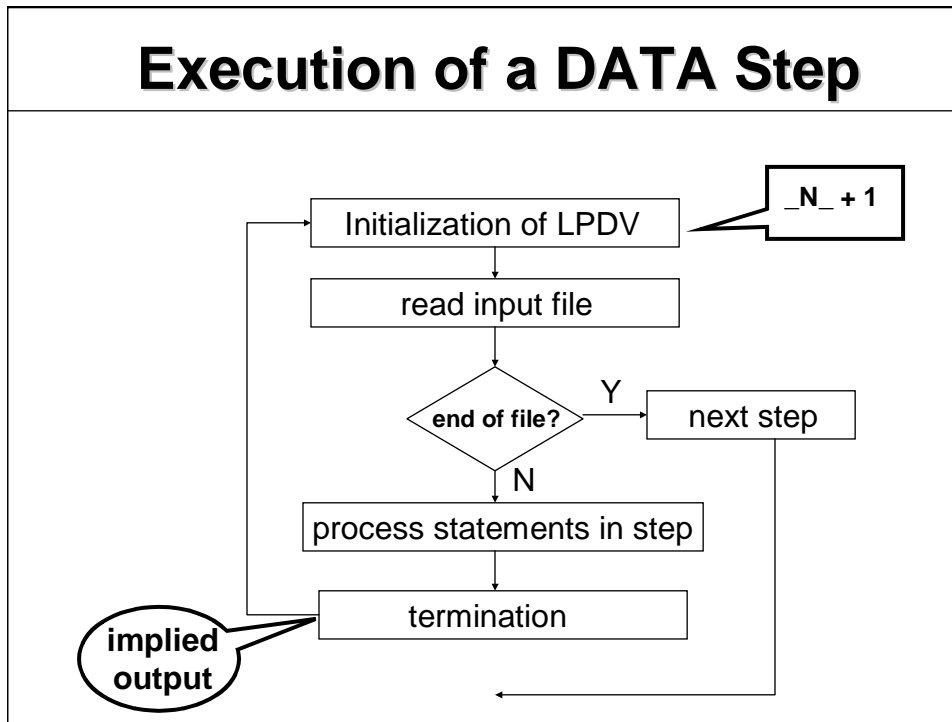 Execution of a DATA Step
_N_ + 1
Initialization of LPDV
read input file
end of file?
Y
next step
N
process statements in step
termination
implied
output